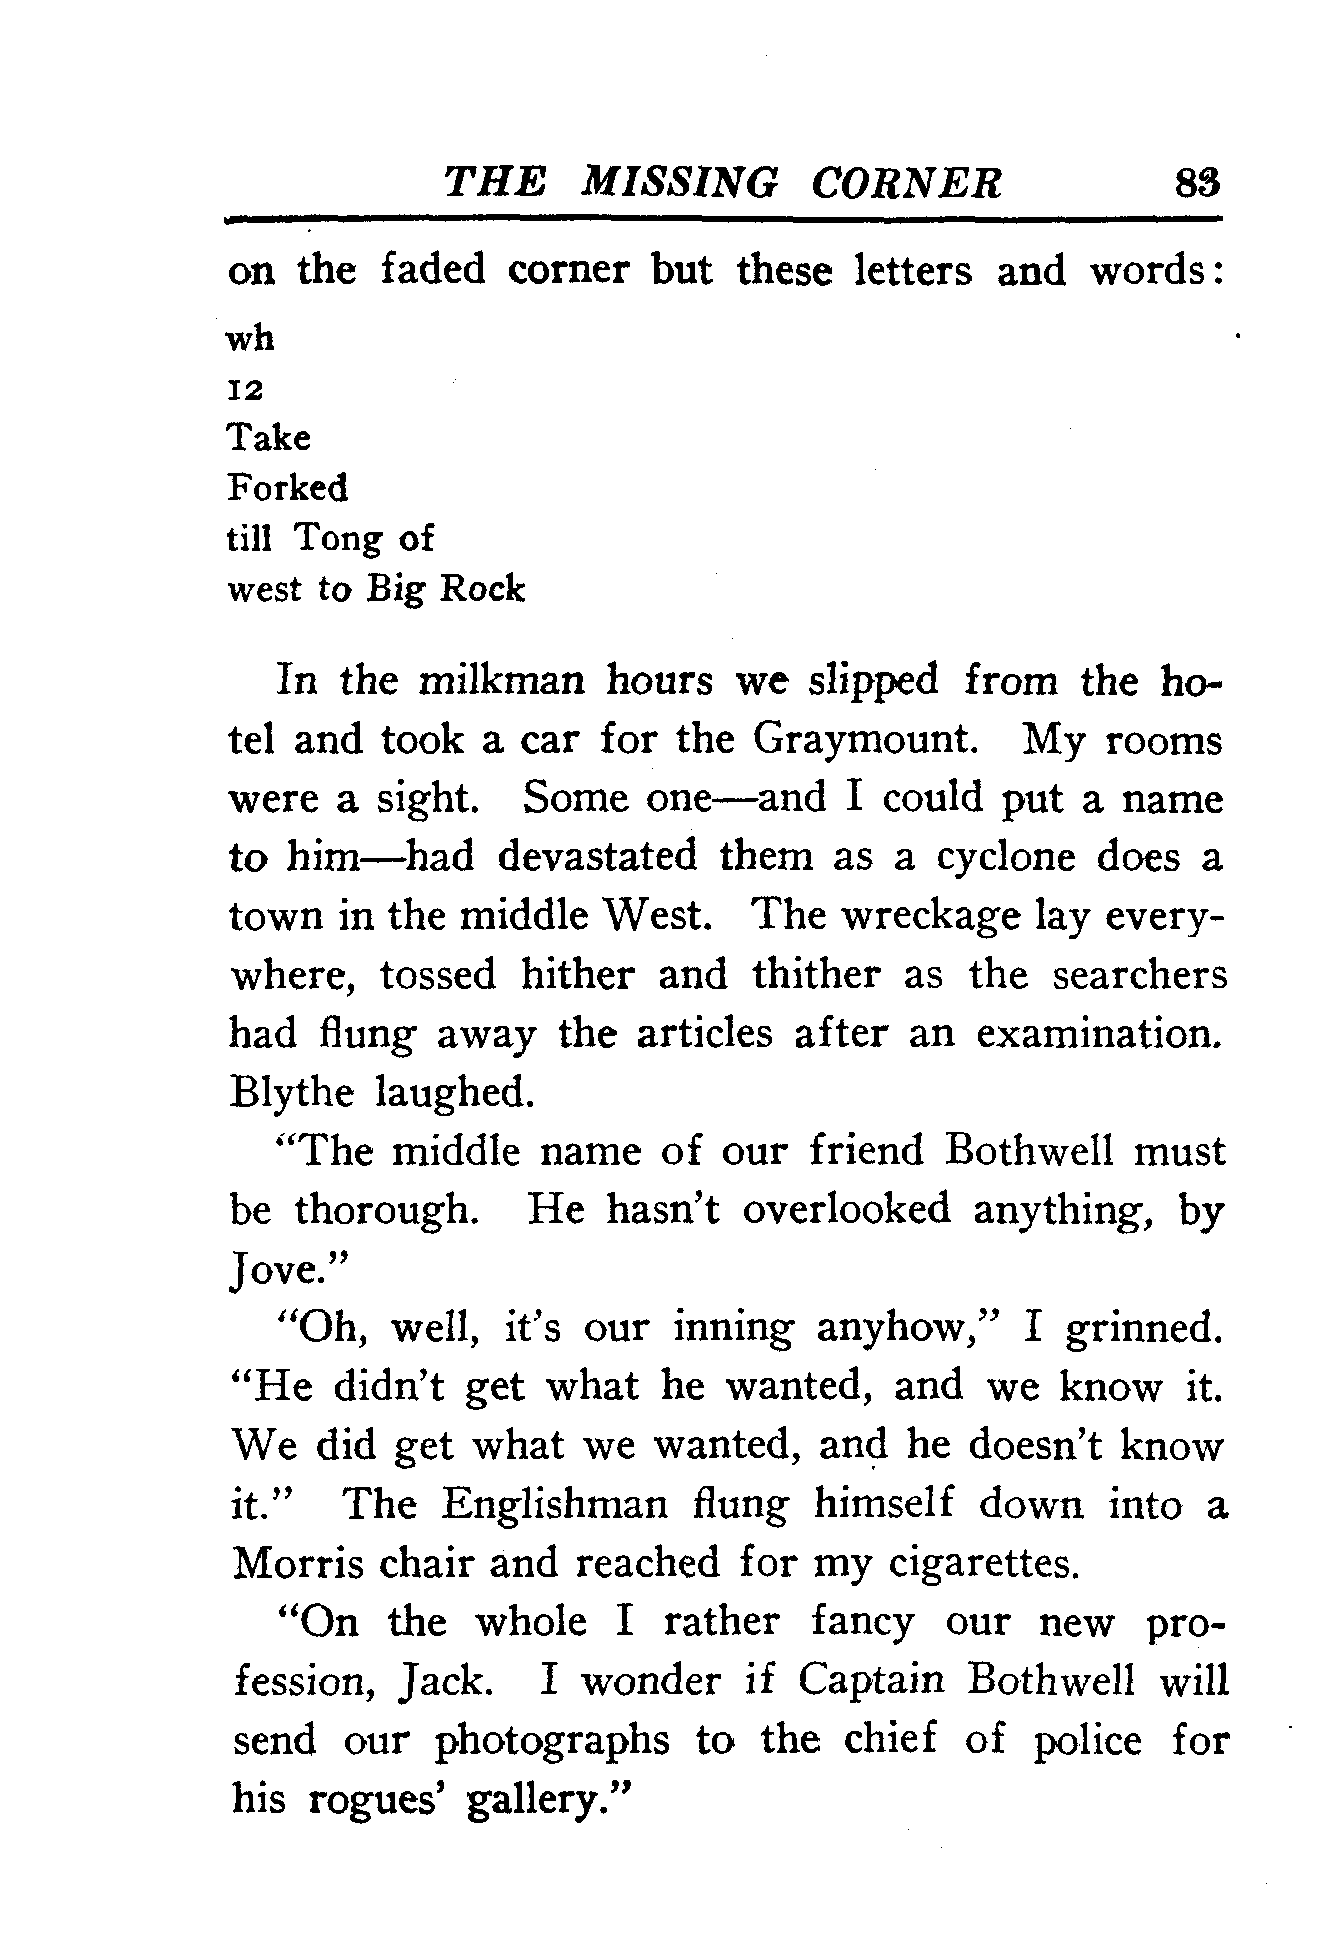 THE MISSING CORNER 83
on the faded corner but these letters and words:
wh
12
Take
Forked
till Tong of
west to Big Rock
In the milkman hours we slipped from the ho-
tel and took a car for the Graymount. My rooms
were a sight. Some one—and I could put a name
to him—had devastated them as a cyclone does a
town in the middle West. The wreckage lay every-
where, tossed hither and thither as the searchers
had flung away the articles after an examination.
Blythe laughed.
“The middle name of our friend Bothwell must
be thorough. He hasn’t overlooked anything, by
Jove.”
“Oh, well, it’s our inning anyhow,” I grinned.
“He didn’t get what he wanted, and we know it.
We did get what we wanted, and he doesn’t know
it.” The Englishman flung himself down into a
Morris chair and reached for my cigarettes.
“On the whole I rather fancy our new pro-
fession, Jack. I wonder if Captain Bothwell will
send our photographs to the chief of police for
his rogues’ gallery.”